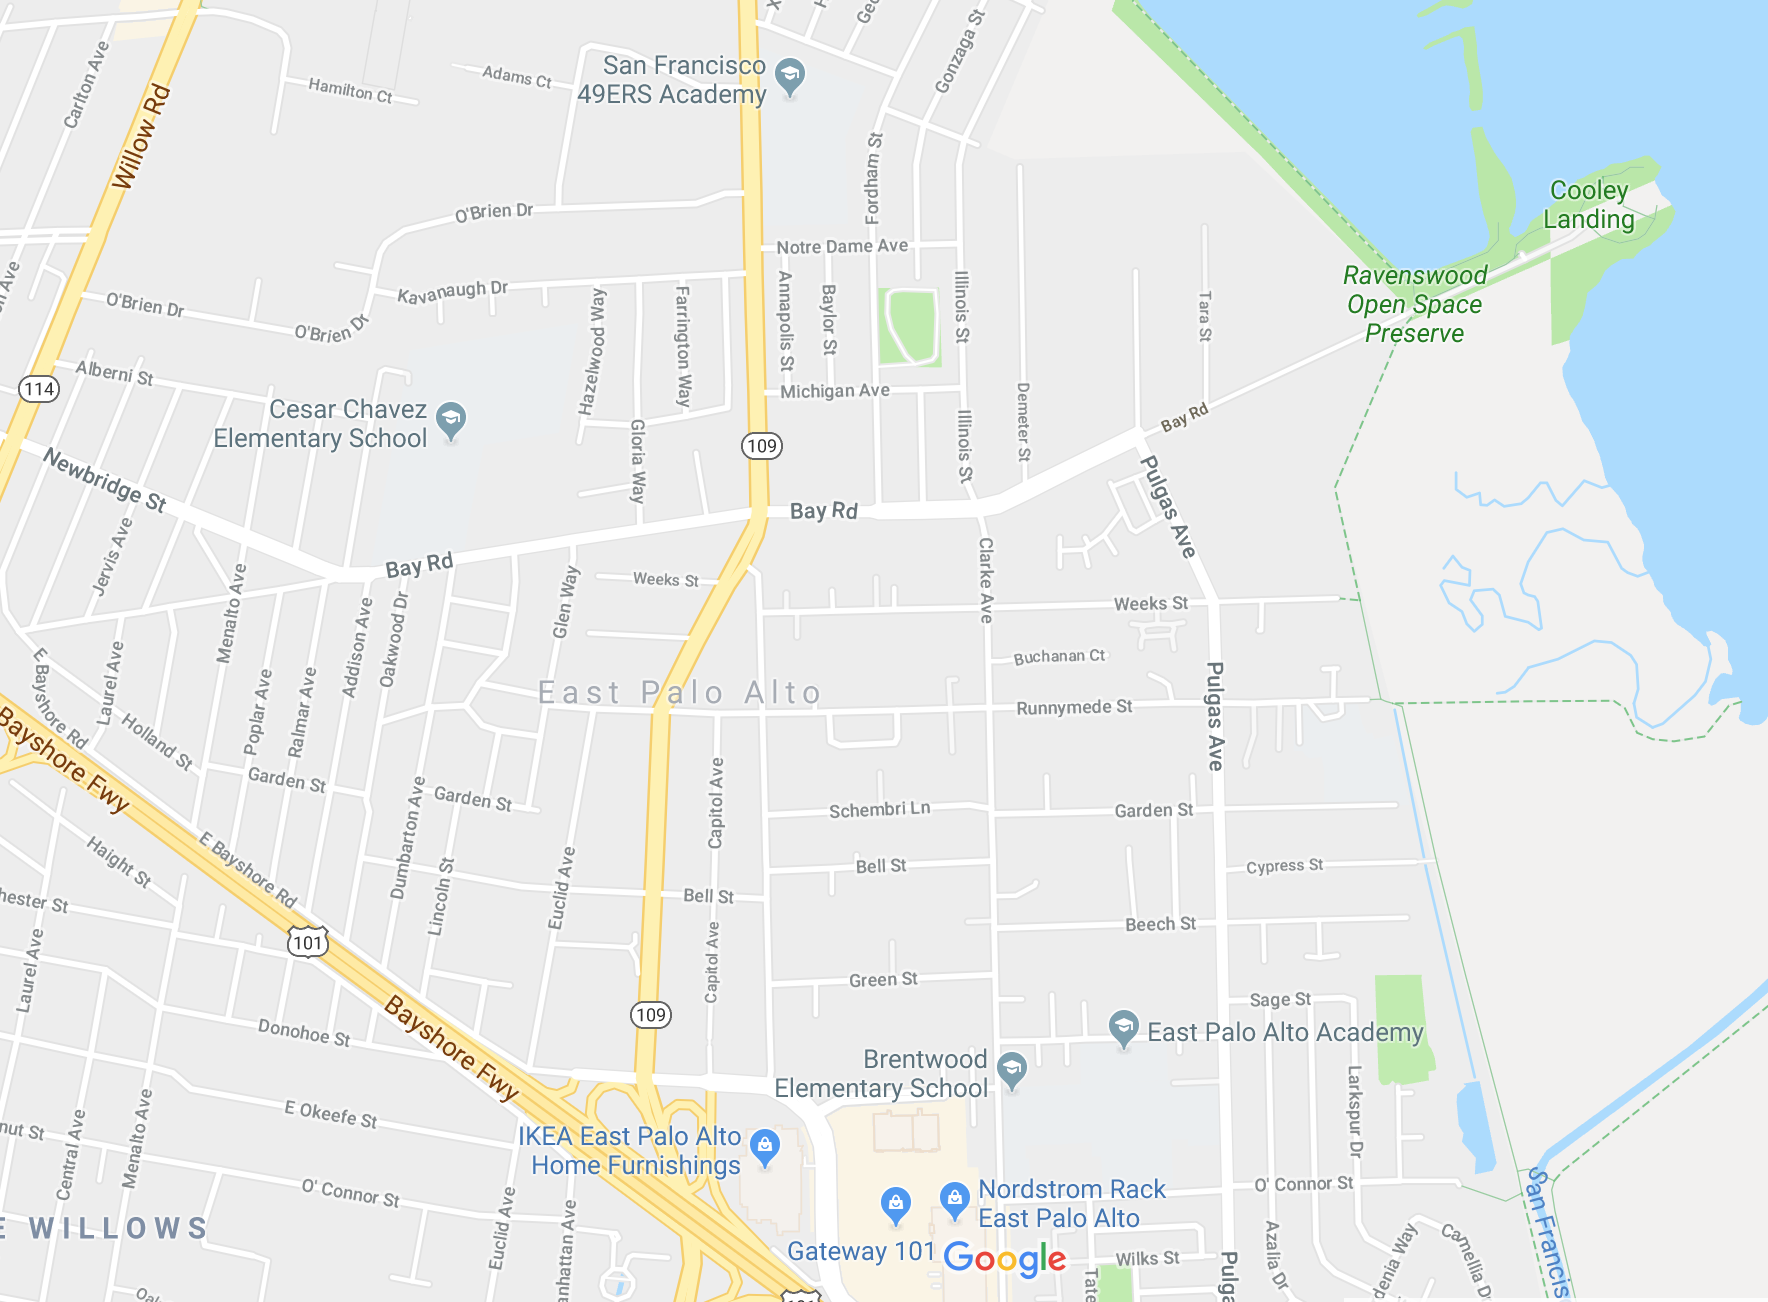 Carlton Ave
Willow Rd
Hamilton Ct
Adams Ct
San Francisco
49ERS Academy
Gonzaga St
Fordham St
O'Brien Dr
Notre Dame Ave
Cooley
Landing
Ravenswood
Open Space
Preserve
Kavanaugh Dr
O'Brien Dr
O'Brien Dr
Hazelwood Way
Farrington Way
Annapolis St
Baylor St
Illinois St
Tara St
Alberni St
114
Michigan Ave
Cesar Chavez
Elementary School
Gloria Way
109
Illinois St
Demeter St
Bay Rd
Newbridge St
Bay Rd
Pulgas Ave
Jervis Ave
Bay Rd
Menalto Ave
Weeks St
Glen Way
Clarke Ave
Weeks St
Addison Ave
Oakwood Dr
E Bayshore Rd
Laurel Ave
Poplar Ave
Ralmar Ave
Buchanan Ct
East Palo Alto
Runnymede St
Pulgas Ave
Bayshore Fwy
Holland St
Garden St
Garden St
Dumbarton Ave
Capitol Ave
Schembri Ln
Garden St
E Bayshore Rd
Haight St
Lincoln St
Euclid Ave
Bell St
Bell St
Cypress St
hester St
101
Capitol Ave
Beech St
Laurel Ave
Green St
Sage St
Bayshore Fwy
109
Donohoe St
East Palo Alto Academy
Brentwood
Elementary School
Larkspur Dr
E Okeefe St
nut St
Central Ave
Menalto Ave
IKEA East Palo Alto
Home Furnishings
O' Connor St
Euclid Ave
anhattan Ave
Nordstrom Rack
East Palo Alto
O' Connor St
San Francis
E WILLOWS
Gateway 101
Google
Wilks St
Tate
Pulga
Azalia Dr
denia Way
Camellia D